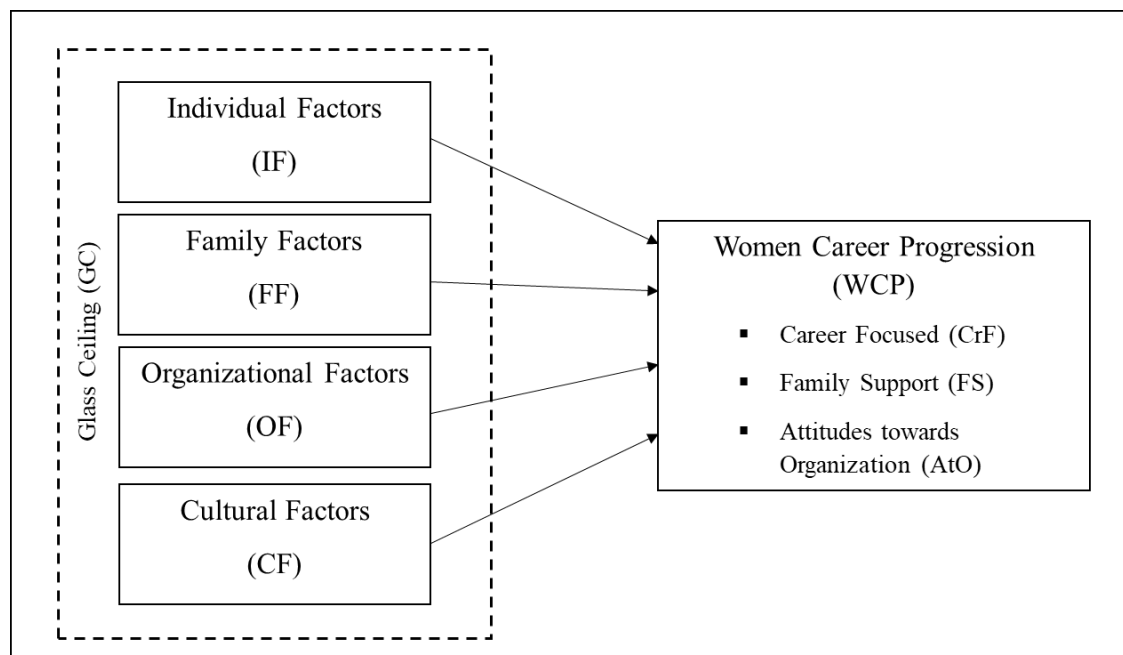 Glass Ceiling (GC)
Individual Factors
(IF)
Family Factors
(FF)
Organizational Factors
(OF)
Cultural Factors
(CF)
Women Career Progression
(WCP)
▪ Career Focused (CrF)
▪ Family Support (FS)
▪ Attitudes towards
Organization (AtO)